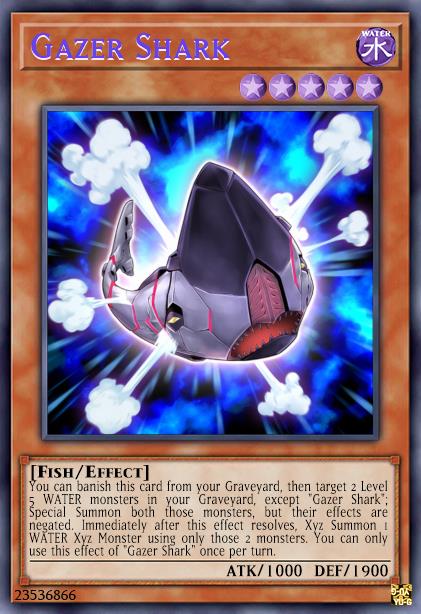 GAZER SHARK
WATER
水
[FISH/EFFECT]
You can banish this card from your Graveyard, then target 2 Level
5 WATER monsters in your Graveyard, except "Gazer Shark";
Special Summon both those monsters, but their effects are
negated. Immediately after this effect resolves, Xyz Summon 1
WATER Xyz Monster using only those 2 monsters. You can only
use this effect of "Gazer Shark" once per turn.
ATK/1000 DEF/1900
23536866